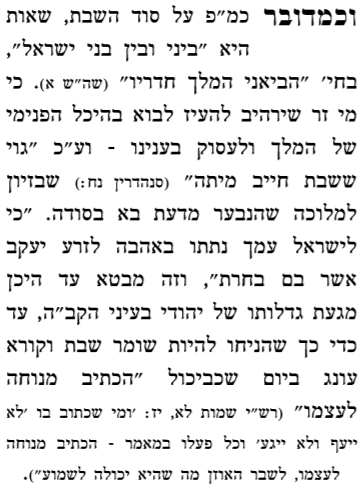 וכמדובר כמ״פ על סוד השבת, שאות
היא ״ביני ובין בני ישראל״,
בחי׳ ״הביאני המלך חדריו״ (שה״ש א). כי
מי זר שירהיב להעיז לבוא בהיכל הפנימי
של המלך ולעסוק בענינו - וע״כ ״גוי
ששבת חייב מיתה״ (סנהדרין נח:) שבזיון
למלוכה שהנבער מדעת בא בסודה. ״כי
לישראל עמך נתתו באהבה לזרע יעקב
אשר בם בחרת״, וזה מבטא עד היכן
מגעת גדלותו של יהודי בעיני הקב״ה, עד
כדי כך שהניחו להיות שומר שבת וקורא
עונג ביום שכביכול ״הכתיב מנוחה
לעצמו״ (רש״י שמות לא, יז: ׳ומי שכתוב בו ׳לא
ייעף ולא ייגע׳ וכל פעלו במאמר - הכתיב מנוחה
לעצמו, לשבר האוזן מה שהיא יכולה לשמוע״).